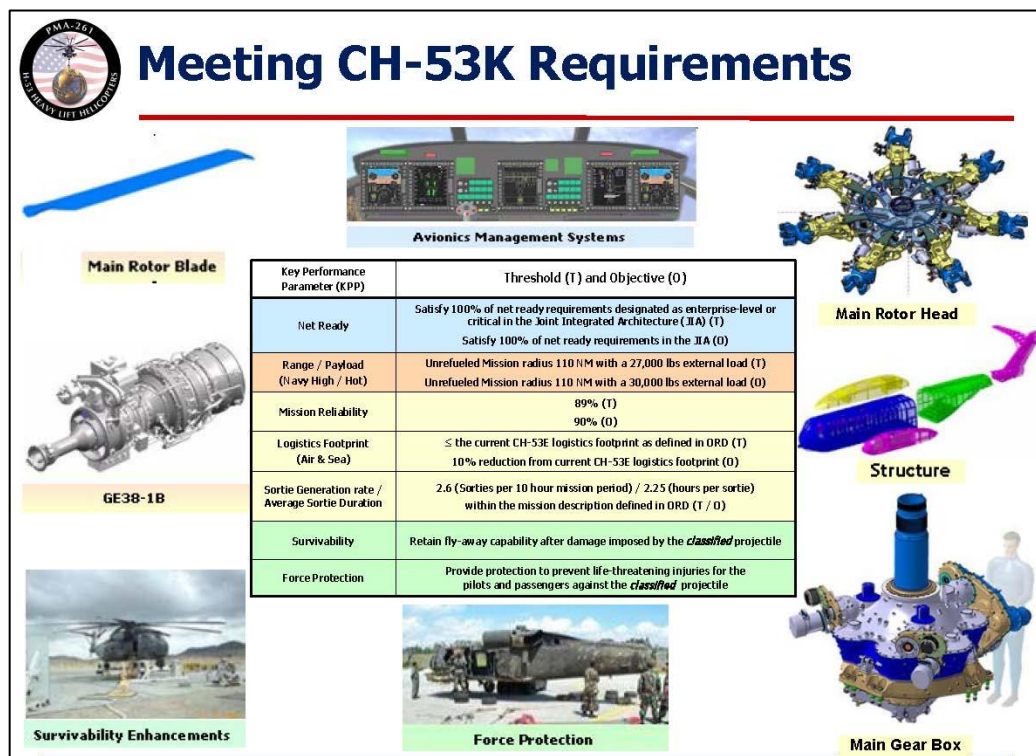 PMA-261
H-53 HEAVY LIFT HELICOPTERS
Meeting CH-53K Requirements
Main Rotor Blade
Avionics Management Systems
Main Rotor Head
Key Performance
Parameter (KPP)
Threshold (T) and Objective (O)
Net Ready
Satisfy 100% of net ready requirements designated as enterprise-level or
critical in the Joint Integrated Architecture (JIA) (T)
Satisfy 100% of net ready requirements in the JIA (O)
Range / Payload
(Navy High / Hot)
Unrefueled Mission radius 110 NM with a 27,000 lbs external load (T)
Unrefueled Mission radius 110 NM with a 30,000 lbs external load (O)
Mission Reliability
89% (T)
90% (O)
Logistics Footprint
(Air & Sea)
≤ the current CH-53E logistics footprint as defined in ORD (T)
10% reduction from current CH-53E logistics footprint (O)
Sortie Generation rate /
Average Sortie Duration
2.6 (Sorties per 10 hour mission period) / 2.25 (hours per sortie)
within the mission description defined in ORD (T / O)
Survivability
Retain fly-away capability after damage imposed by the classified projectile
Force Protection
Provide protection to prevent life-threatening injuries for the
pilots and passengers against the classified projectile
GE38-1B
Structure
Survivability Enhancements
Force Protection
Main Gear Box